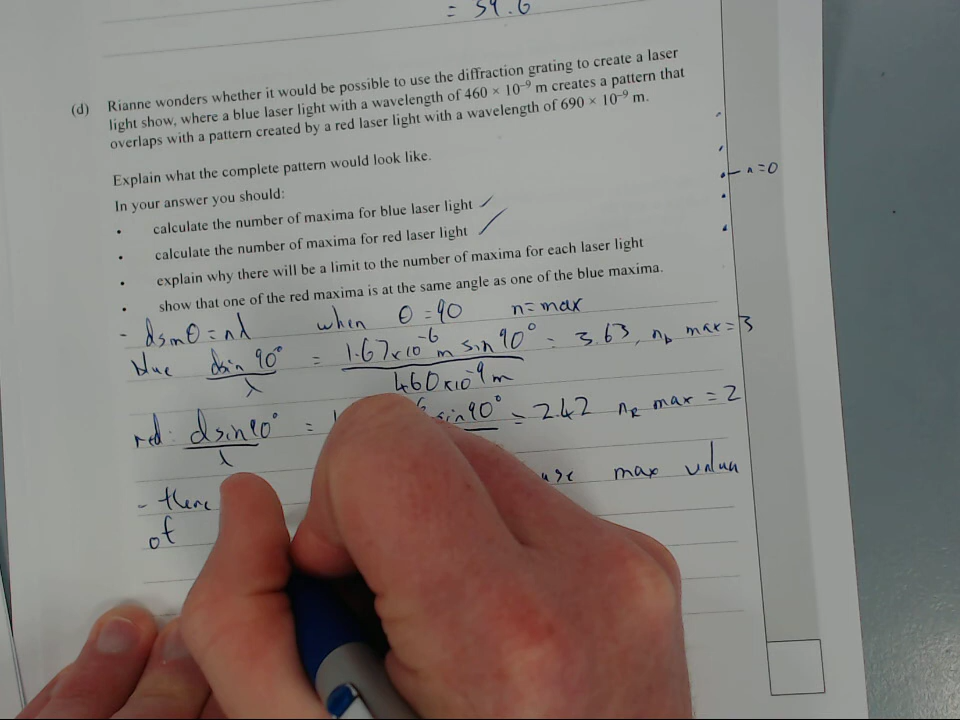 = 59.6
(d) Rianne wonders whether it would be possible to use the diffraction grating to create a laser
light show, where a blue laser light with a wavelength of 460 × 10⁻⁹ m creates a pattern that
overlaps with a pattern created by a red laser light with a wavelength of 690 × 10⁻⁹ m.
Explain what the complete pattern would look like.
In your answer you should:
• calculate the number of maxima for blue laser light ✓
• calculate the number of maxima for red laser light ✓
• explain why there will be a limit to the number of maxima for each laser light
• show that one of the red maxima is at the same angle as one of the blue maxima.
n=0
- dsinθ = nλ when θ = 90 n = max
blue dsin 90° / λ = 1.67×10⁻⁶ m sin 90° / 460×10⁻⁹ m = 3.63, n_b max = 3
red: dsin90° / λ = sin90° = 2.42 n_R max = 2
- there max value
of